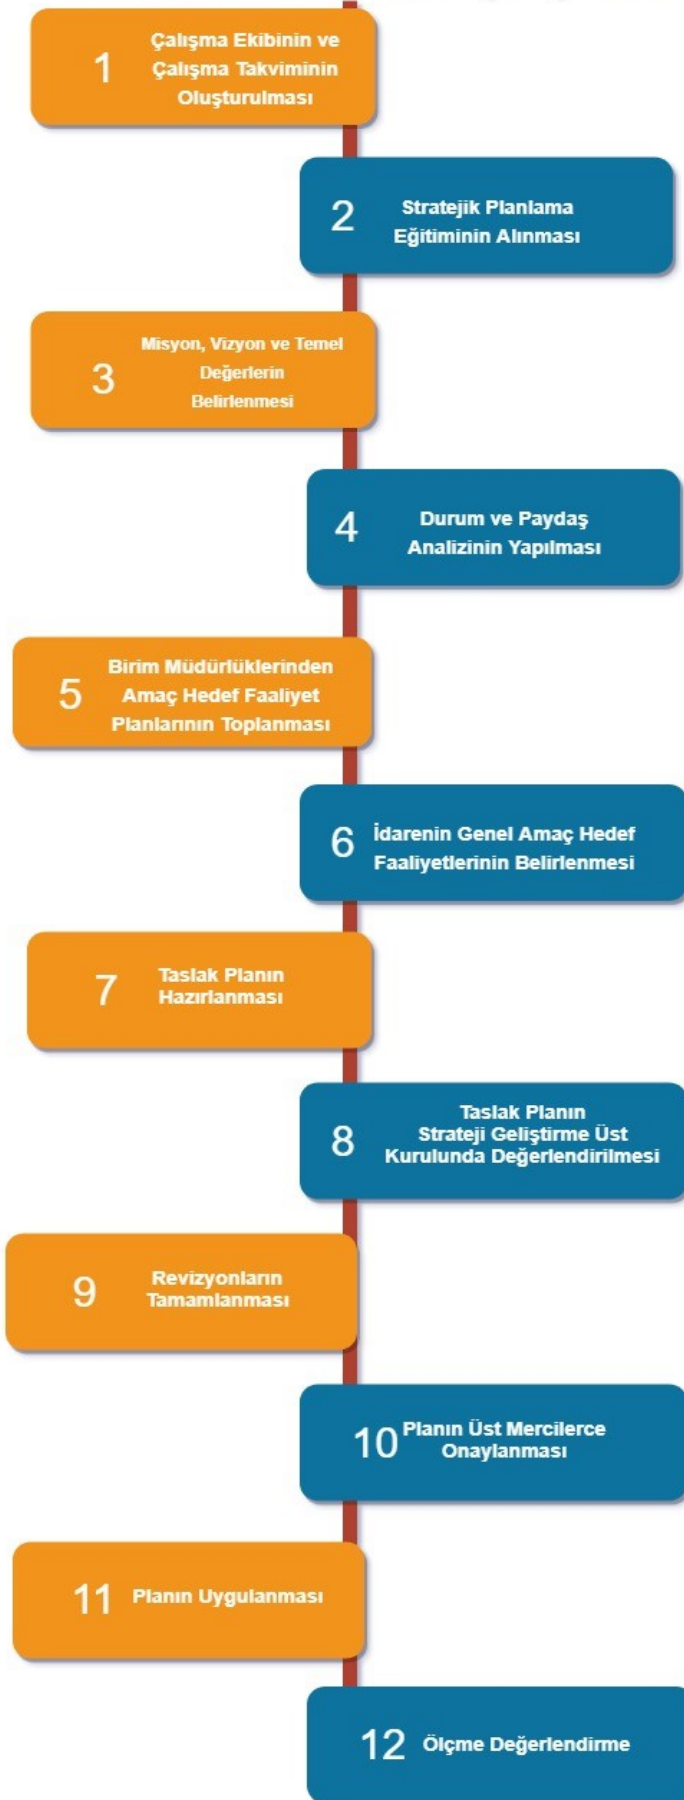 1
Çalışma Ekibinin ve
Çalışma Takviminin
Oluşturulması
2
Stratejik Planlama
Eğitiminin Alınması
3
Misyon, Vizyon ve Temel
Değerlerin
Belirlenmesi
4
Durum ve Paydaş
Analizinin Yapılması
5
Birim Müdürlüklerinden
Amaç Hedef Faaliyet
Planlarının Toplanması
6
İdarenin Genel Amaç Hedef
Faaliyetlerinin Belirlenmesi
7
Taslak Planın
Hazırlanması
8
Taslak Planın
Strateji Geliştirme Üst
Kurulunda Değerlendirilmesi
9
Revizyonların
Tamamlanması
10
Planın Üst Mercilerce
Onaylanması
11
Planın Uygulanması
12
Ölçme Değerlendirme